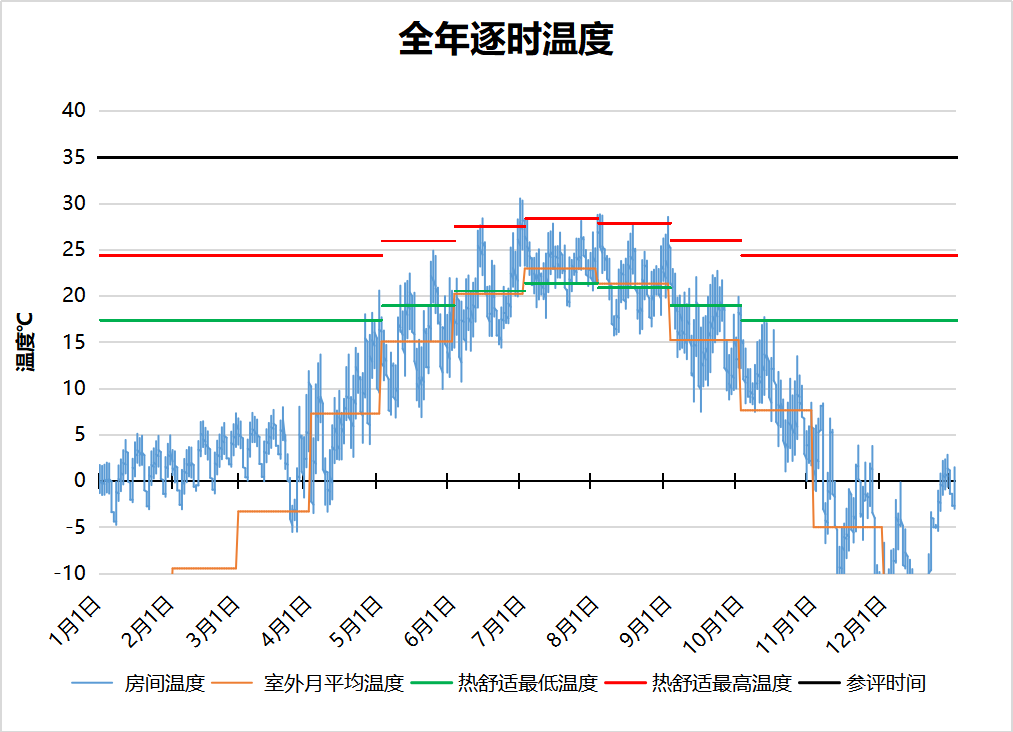 全年逐时温度
40
35
30
25
20
15
10
5
0
-5
-10
温度℃
1月1日
2月1日
3月1日
4月1日
5月1日
6月1日
7月1日
8月1日
9月1日
10月1日
11月1日
12月1日
房间温度 室外月平均温度 热舒适最低温度 热舒适最高温度 参评时间